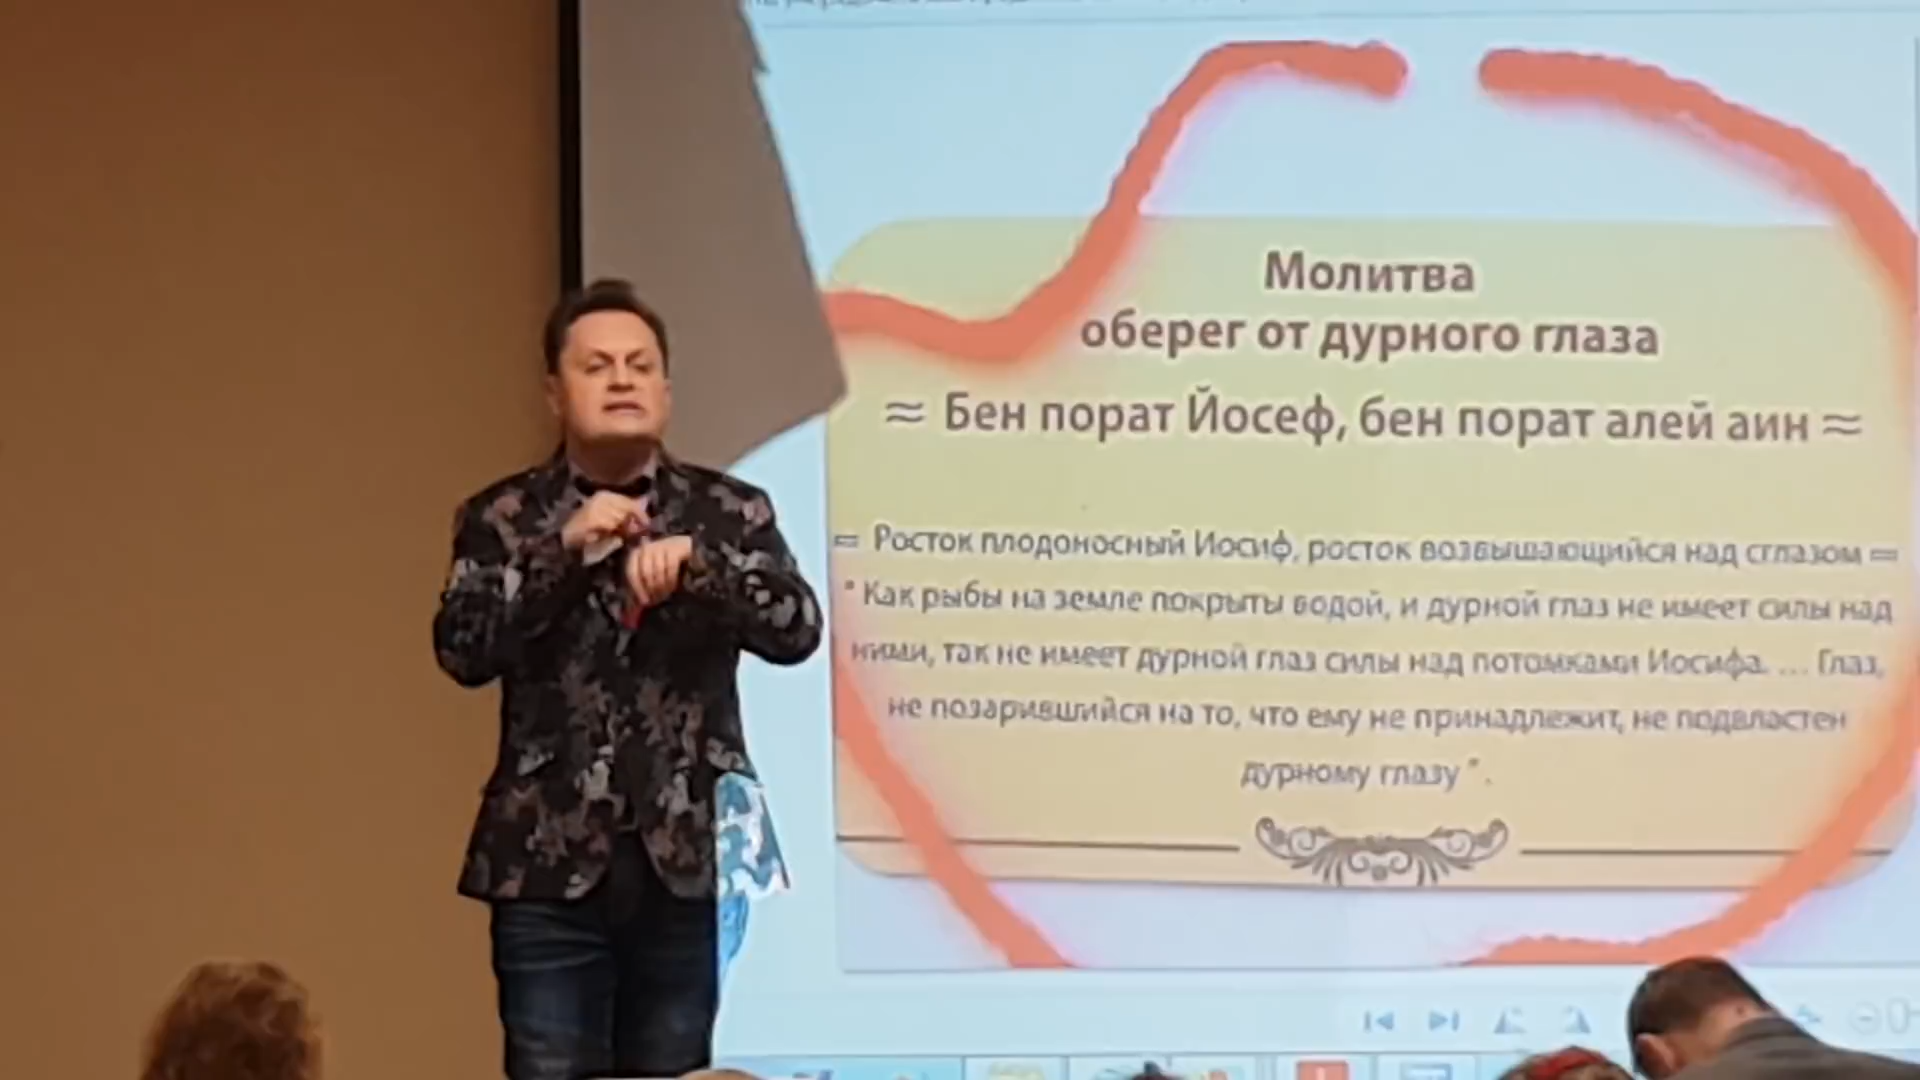 Молитва
оберег от дурного глаза
≈ Бен порат Йосеф, бен порат алей аин ≈
= Росток плодоносный Иосиф, росток возвышающийся над сглазом =
" Как рыбы на земле покрыты водой, и дурной глаз не имеет силы над
ними, так не имеет дурной глаз силы над потомками Иосифа. ... Глаз,
не позарившийся на то, что ему не принадлежит, не подвластен
дурному глазу " .